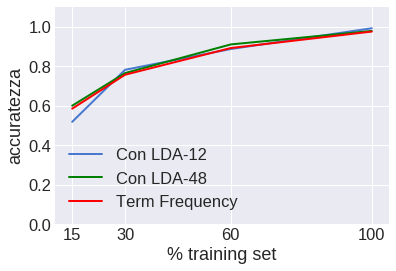 1.0
0.8
0.6
0.4
0.2
0.0
accuratezza
Con LDA-12
Con LDA-48
Term Frequency
15 30 60 100
% training set